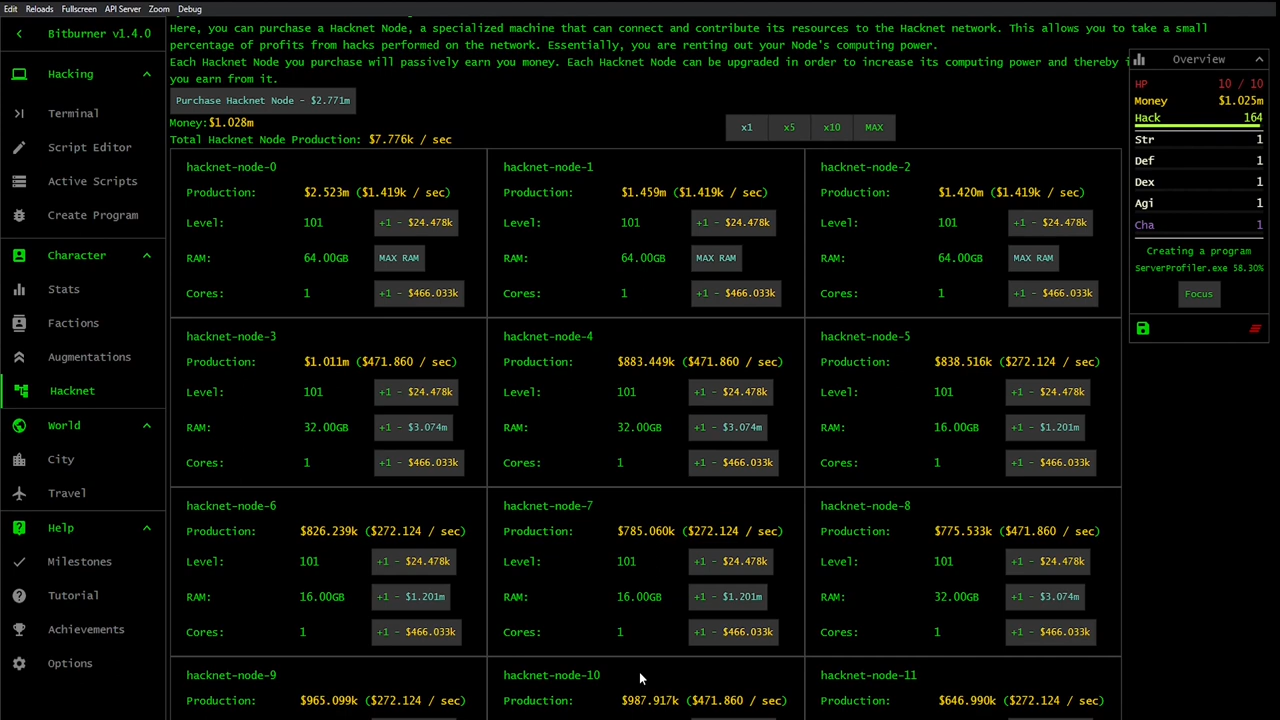 Edit Reloads Fullscreen API Server Zoom Debug
Bitburner v1.4.0
Hacking
Terminal
Script Editor
Active Scripts
Create Program
Character
Stats
Factions
Augmentations
Hacknet
World
City
Travel
Help
Milestones
Tutorial
Achievements
Options
Here, you can purchase a Hacknet Node, a specialized machine that can connect and contribute its resources to the Hacknet network. This allows you to take a small
percentage of profits from hacks performed on the network. Essentially, you are renting out your Node's computing power.
Each Hacknet Node you purchase will passively earn you money. Each Hacknet Node can be upgraded in order to increase its computing power and thereby i
you earn from it.
Purchase Hacknet Node - $2.771m
Money:$1.028m
Total Hacknet Node Production: $7.776k / sec
x1 x5 x10 MAX
hacknet-node-0
Production: $2.523m ($1.419k / sec)
Level: 101 +1 - $24.478k
RAM: 64.00GB MAX RAM
Cores: 1 +1 - $466.033k
hacknet-node-1
Production: $1.459m ($1.419k / sec)
Level: 101 +1 - $24.478k
RAM: 64.00GB MAX RAM
Cores: 1 +1 - $466.033k
hacknet-node-2
Production: $1.420m ($1.419k / sec)
Level: 101 +1 - $24.478k
RAM: 64.00GB MAX RAM
Cores: 1 +1 - $466.033k
hacknet-node-3
Production: $1.011m ($471.860 / sec)
Level: 101 +1 - $24.478k
RAM: 32.00GB +1 - $3.074m
Cores: 1 +1 - $466.033k
hacknet-node-4
Production: $883.449k ($471.860 / sec)
Level: 101 +1 - $24.478k
RAM: 32.00GB +1 - $3.074m
Cores: 1 +1 - $466.033k
hacknet-node-5
Production: $838.516k ($272.124 / sec)
Level: 101 +1 - $24.478k
RAM: 16.00GB +1 - $1.201m
Cores: 1 +1 - $466.033k
hacknet-node-6
Production: $826.239k ($272.124 / sec)
Level: 101 +1 - $24.478k
RAM: 16.00GB +1 - $1.201m
Cores: 1 +1 - $466.033k
hacknet-node-7
Production: $785.060k ($272.124 / sec)
Level: 101 +1 - $24.478k
RAM: 16.00GB +1 - $1.201m
Cores: 1 +1 - $466.033k
hacknet-node-8
Production: $775.533k ($471.860 / sec)
Level: 101 +1 - $24.478k
RAM: 32.00GB +1 - $3.074m
Cores: 1 +1 - $466.033k
hacknet-node-9
Production: $965.099k ($272.124 / sec)
hacknet-node-10
Production: $987.917k ($471.860 / sec)
hacknet-node-11
Production: $646.990k ($272.124 / sec)
Overview
HP 10 / 10
Money $1.025m
Hack 164
Str 1
Def 1
Dex 1
Agi 1
Cha 1
Creating a program
ServerProfiler.exe 58.30%
Focus